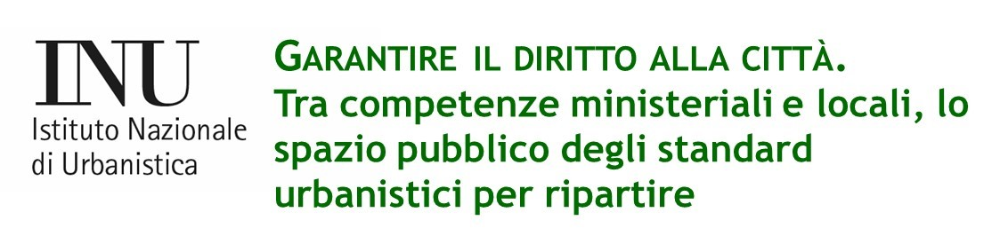 INU
Istituto Nazionale
di Urbanistica
GARANTIRE IL DIRITTO ALLA CITTÀ.
Tra competenze ministeriali e locali, lo
spazio pubblico degli standard
urbanistici per ripartire